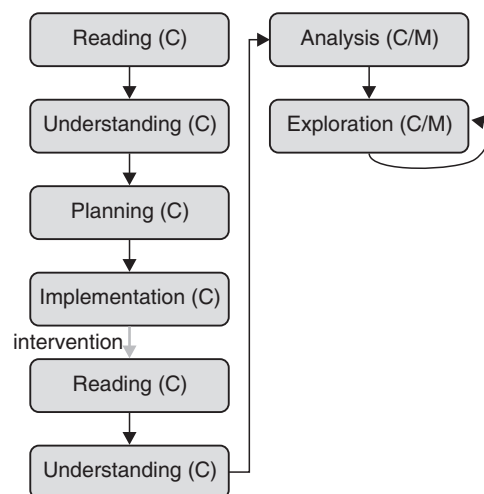 Reading (C)
Understanding (C)
Planning (C)
Implementation (C)
intervention
Reading (C)
Understanding (C)
Analysis (C/M)
Exploration (C/M)